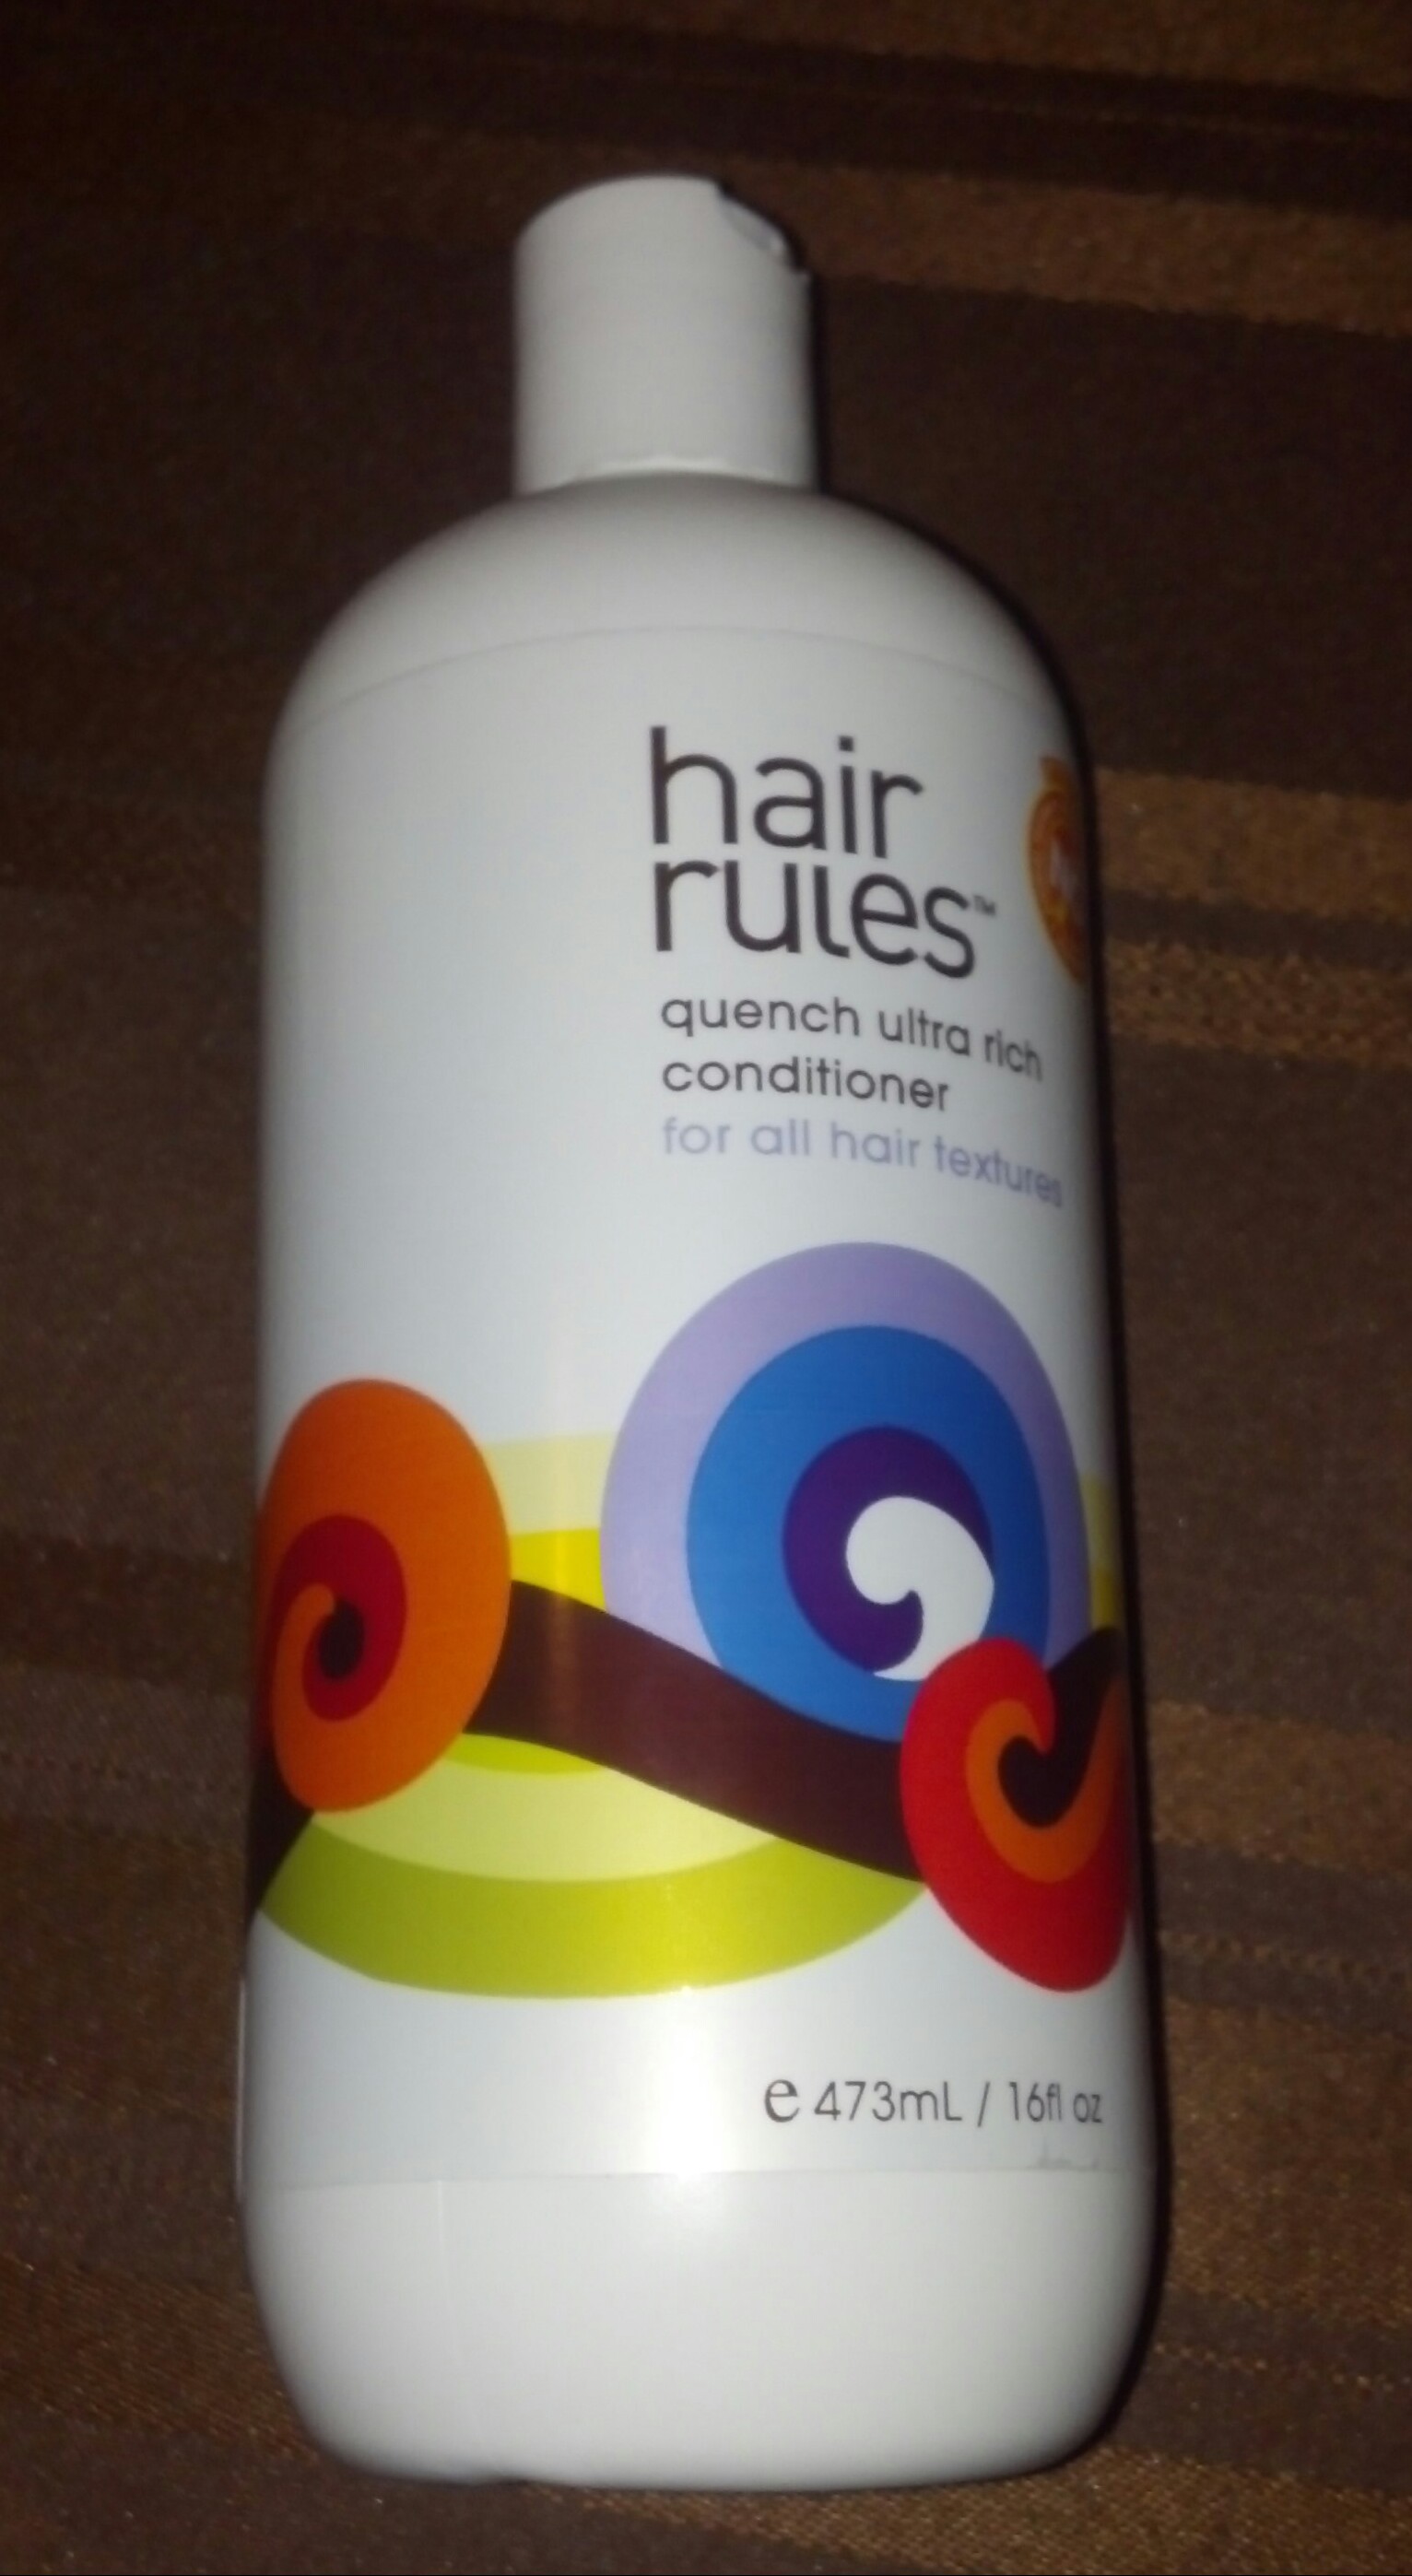 hair
rules™
quench ultra rich
conditioner
for all hair textures
e 473mL / 16fl oz